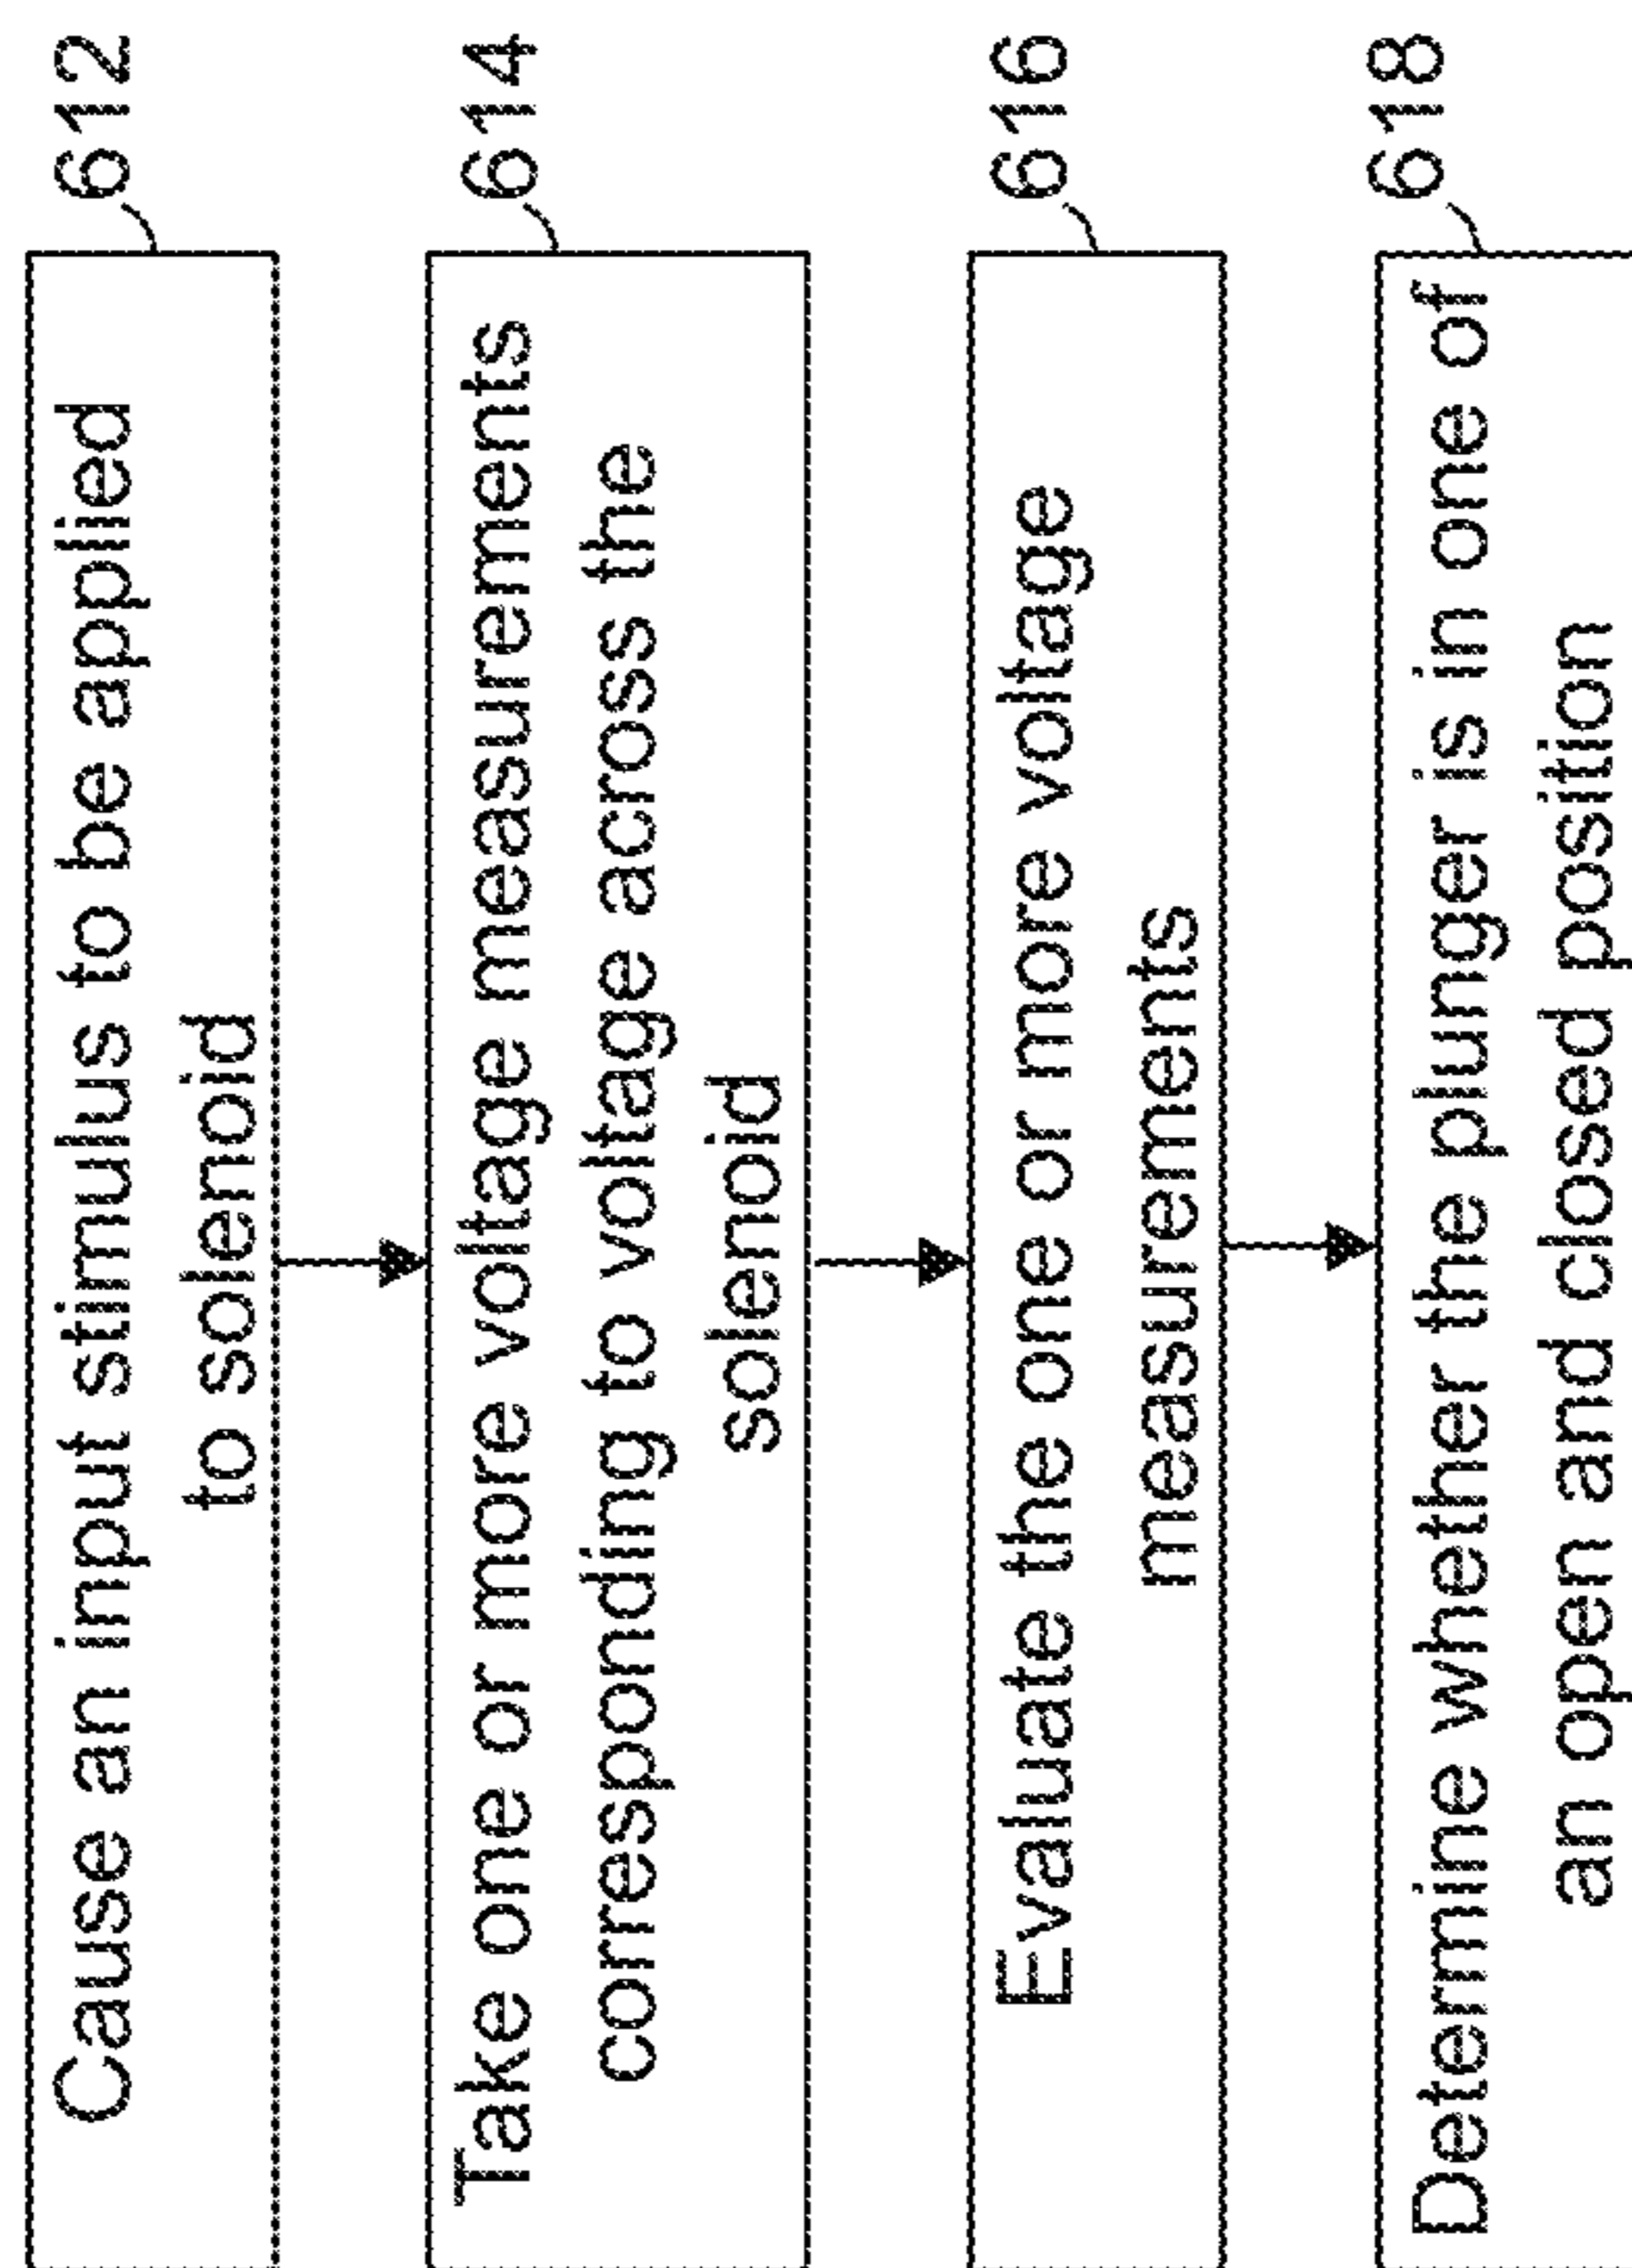 Cause an input stimulus to be applied
to solenoid
612
Take one or more voltage measurements
corresponding to voltage across the
solenoid
614
Evaluate the one or more voltage
measurements
616
Determine whether the plunger is in one of
an open and closed position
618